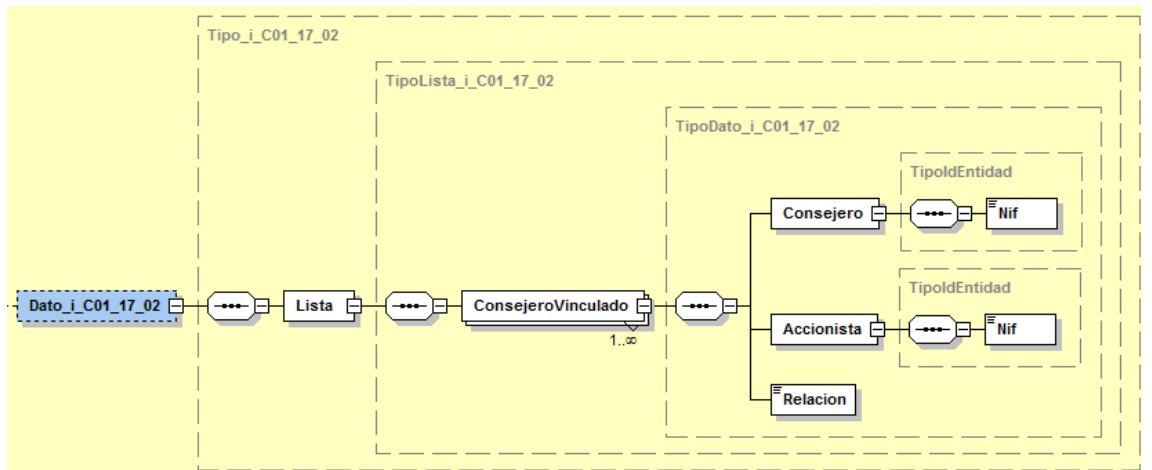 Tipo_i_C01_17_02
TipoLista_i_C01_17_02
TipoDato_i_C01_17_02
TipoIdEntidad
Consejero
Nif
TipoIdEntidad
Dato_i_C01_17_02
Lista
ConsejeroVinculado
1..∞
Accionista
Nif
Relacion